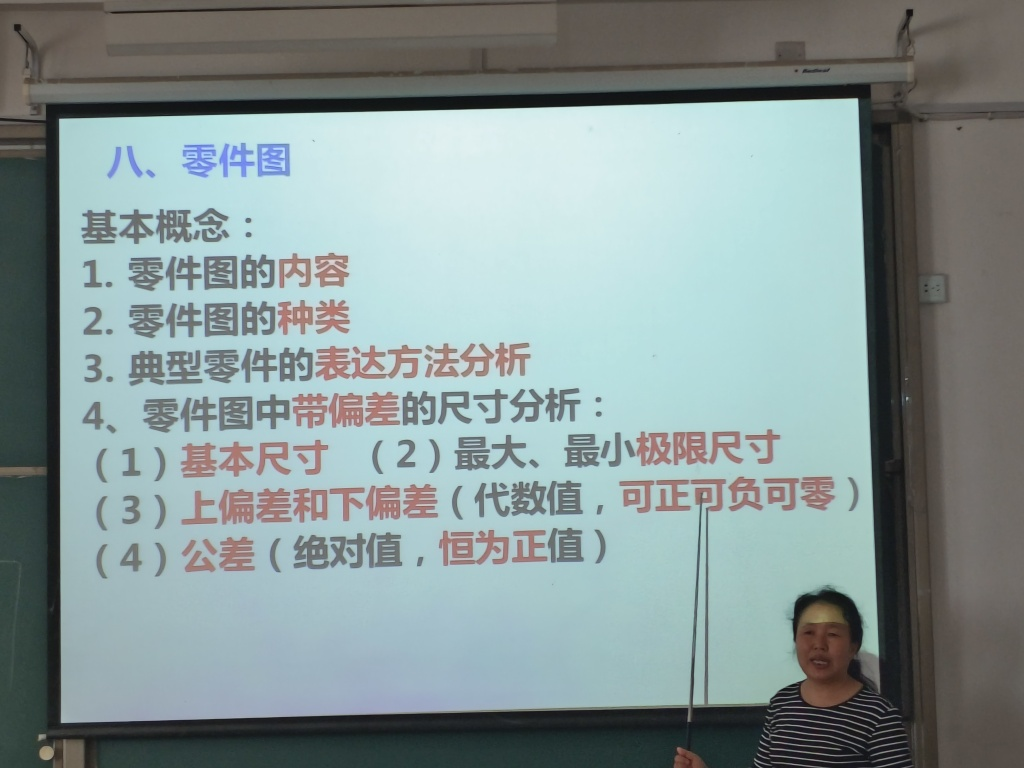 八、零件图
基本概念：
1. 零件图的内容
2. 零件图的种类
3. 典型零件的表达方法分析
4、零件图中带偏差的尺寸分析：
（1）基本尺寸 （2）最大、最小极限尺寸
（3）上偏差和下偏差（代数值，可正可负可零）
（4）公差（绝对值，恒为正值）